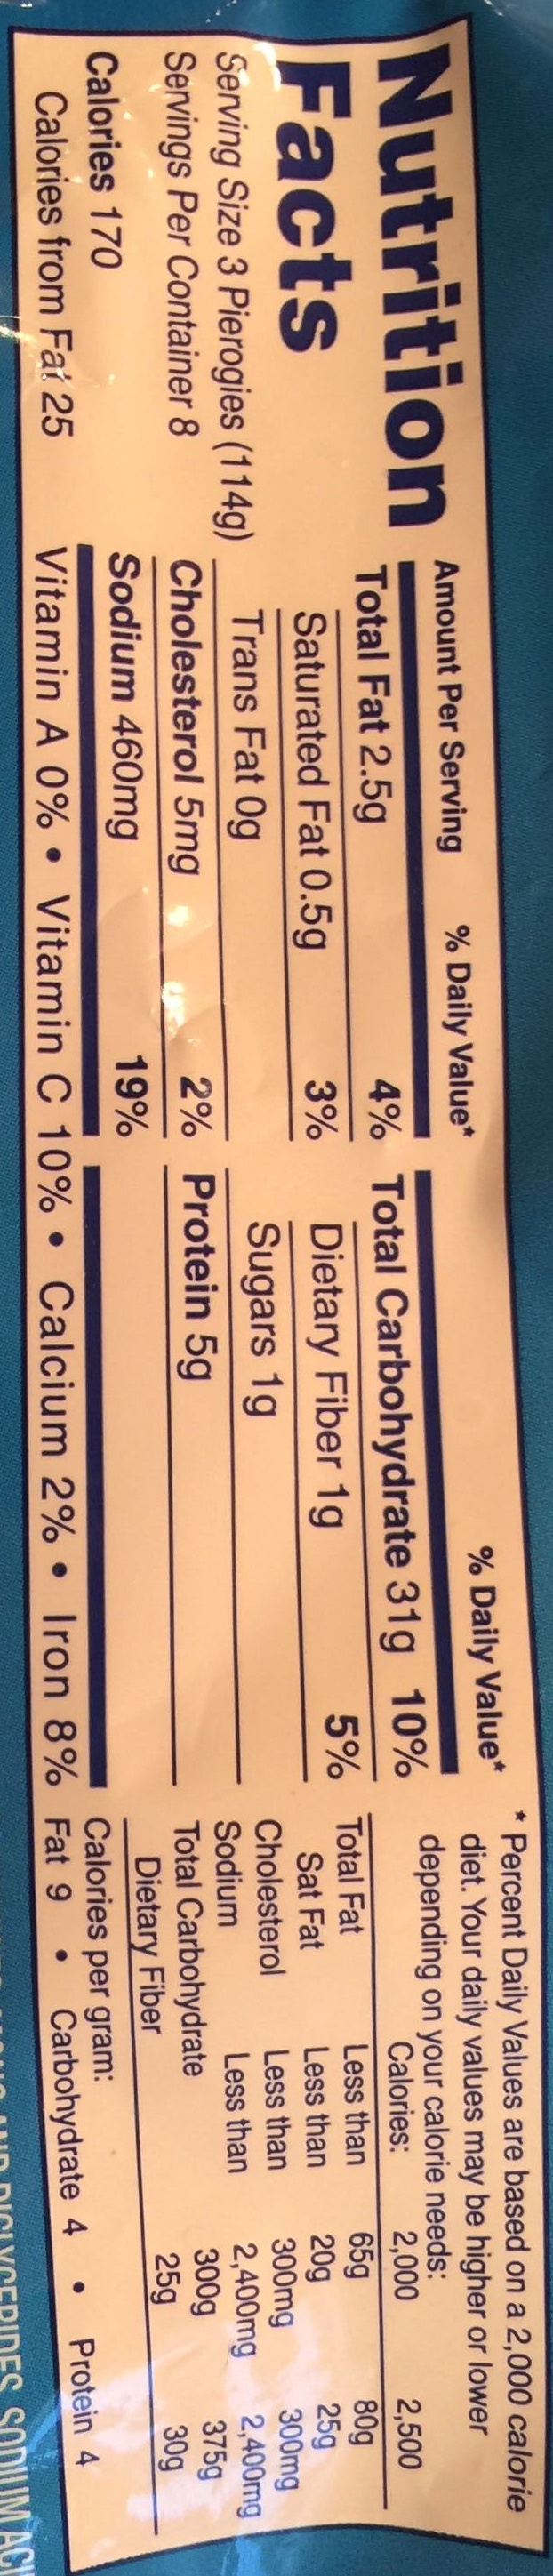 Nutrition
Facts
Serving Size 3 Pierogies (114g)
Servings Per Container 8
Calories 170
Calories from Fat 25
Amount Per Serving % Daily Value*
Total Fat 2.5g 4%
Saturated Fat 0.5g 3%
Trans Fat 0g
Cholesterol 5mg 2%
Sodium 460mg 19%
% Daily Value*
Total Carbohydrate 31g 10%
Dietary Fiber 1g 5%
Sugars 1g
Protein 5g
Vitamin A 0% • Vitamin C 10% • Calcium 2% • Iron 8%
* Percent Daily Values are based on a 2,000 calorie
diet. Your daily values may be higher or lower
depending on your calorie needs:
Calories: 2,000 2,500
Total Fat Less than 65g 80g
Sat Fat Less than 20g 25g
Cholesterol Less than 300mg 300mg
Sodium Less than 2,400mg 2,400mg
Total Carbohydrate 300g 375g
Dietary Fiber 25g 30g
Calories per gram:
Fat 9 • Carbohydrate 4 • Protein 4
AND DIGLYCERIDES, SODIUM